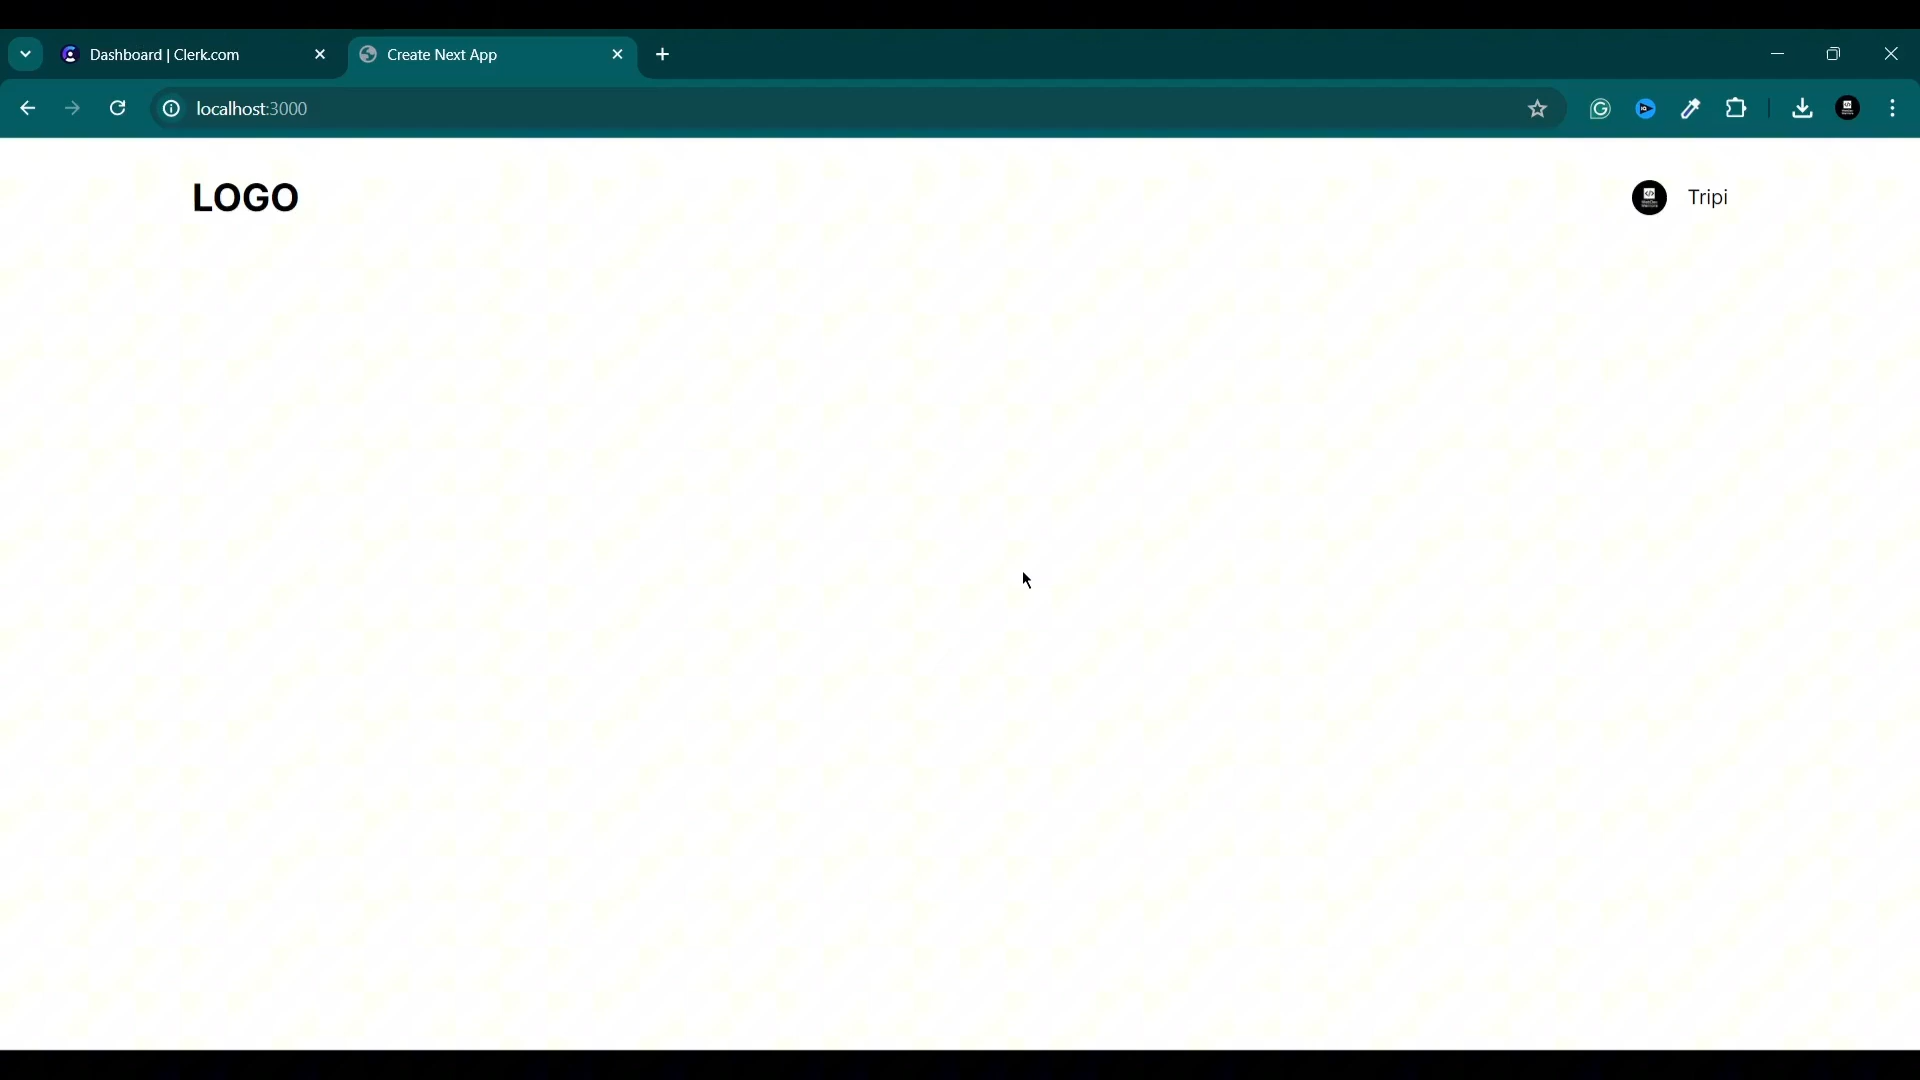 Dashboard | Clerk.com
Create Next App
localhost:3000
LOGO
Tripi